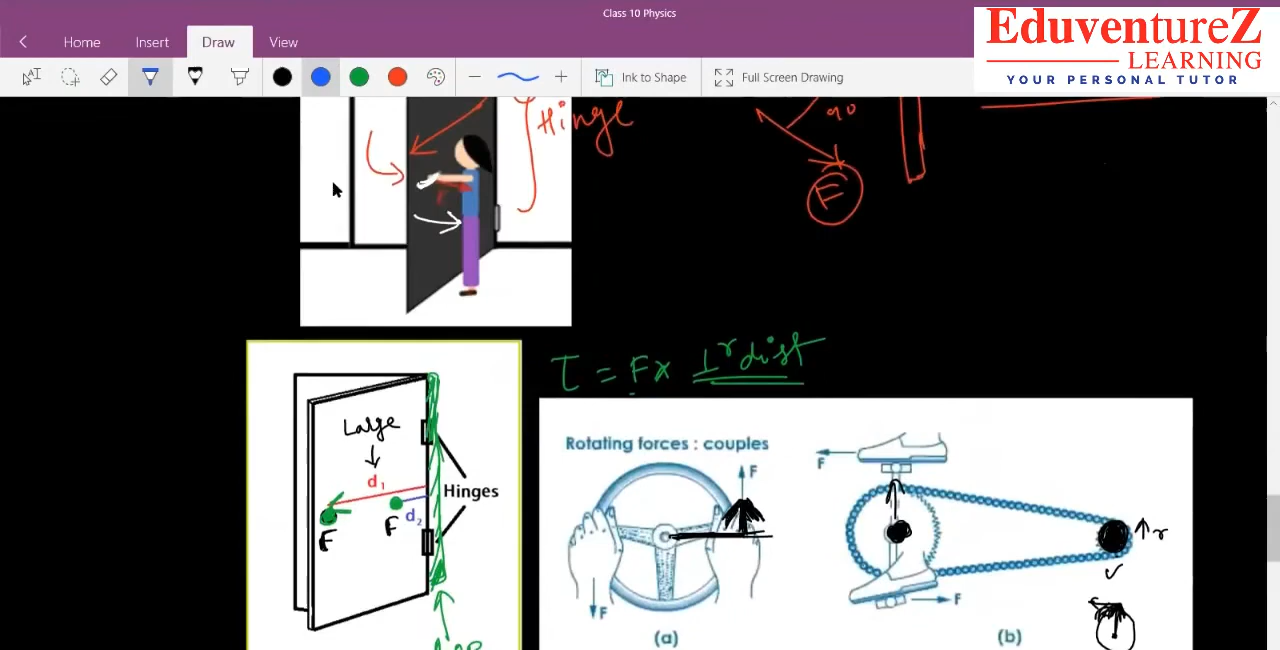 Class 10 Physics
EduventureZ
LEARNING
YOUR PERSONAL TUTOR
Home Insert Draw View
Ink to Shape Full Screen Drawing
Hinge
90
F
τ = F x ⊥r dist
Large
d1
F
F
d2
Hinges
Rotating forces : couples
F
F
(a)
F
F
r
(b)